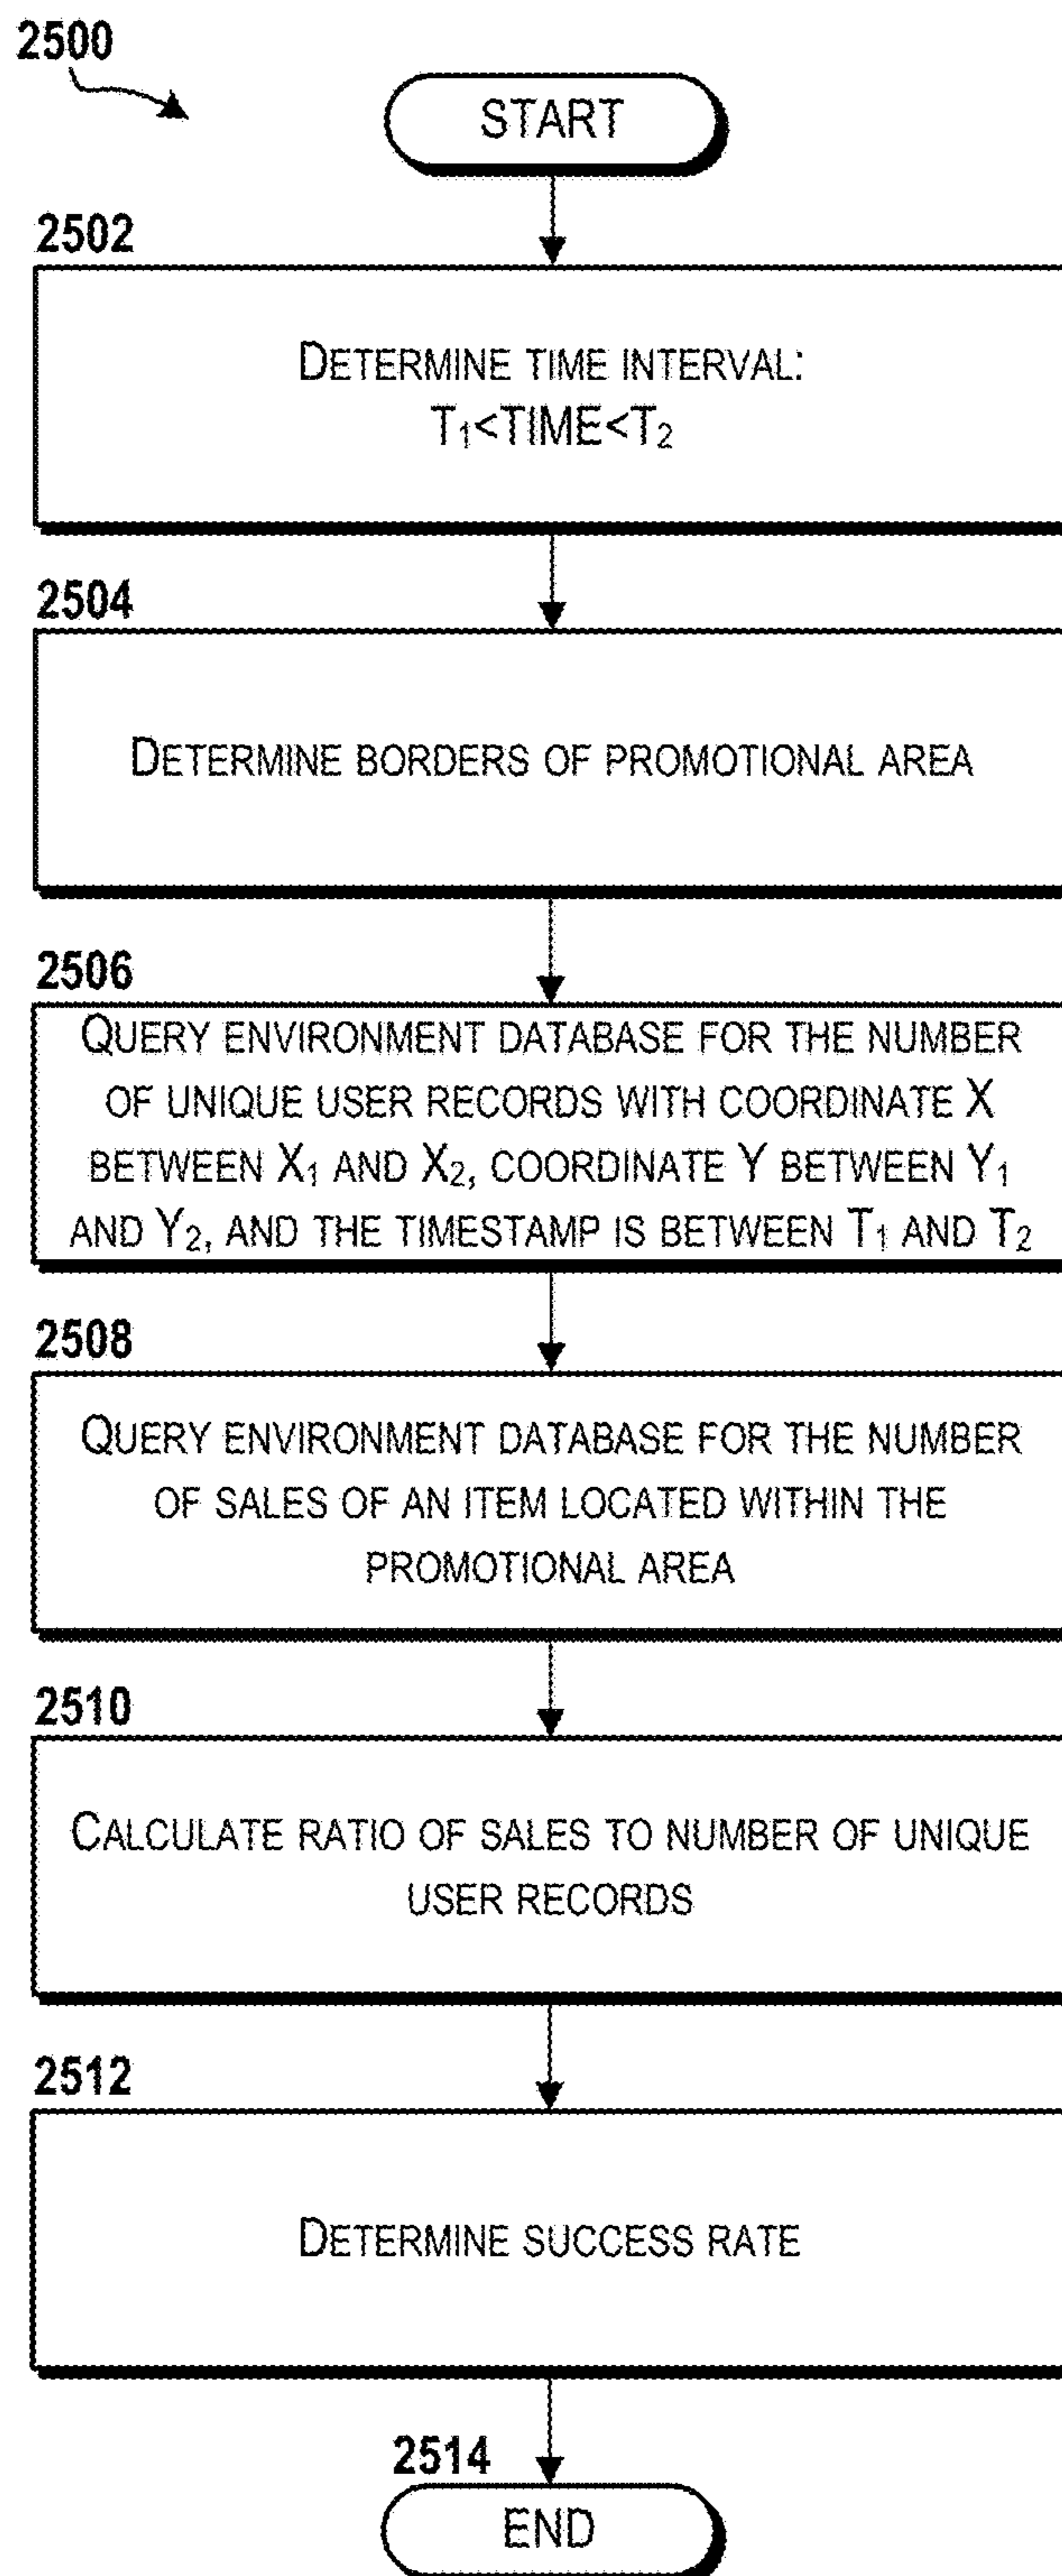 2500
START
2502
DETERMINE TIME INTERVAL:
T₁<TIME<T₂
2504
DETERMINE BORDERS OF PROMOTIONAL AREA
2506
QUERY ENVIRONMENT DATABASE FOR THE NUMBER
OF UNIQUE USER RECORDS WITH COORDINATE X
BETWEEN X₁ AND X₂, COORDINATE Y BETWEEN Y₁
AND Y₂, AND THE TIMESTAMP IS BETWEEN T₁ AND T₂
2508
QUERY ENVIRONMENT DATABASE FOR THE NUMBER
OF SALES OF AN ITEM LOCATED WITHIN THE
PROMOTIONAL AREA
2510
CALCULATE RATIO OF SALES TO NUMBER OF UNIQUE
USER RECORDS
2512
DETERMINE SUCCESS RATE
2514
END